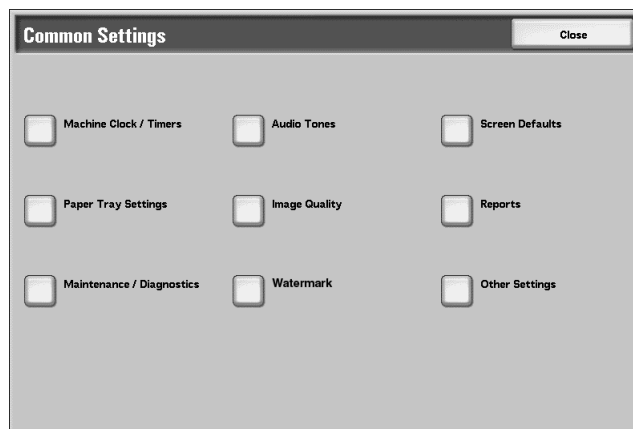 Common Settings
Close
Machine Clock / Timers
Audio Tones
Screen Defaults
Paper Tray Settings
Image Quality
Reports
Maintenance / Diagnostics
Watermark
Other Settings